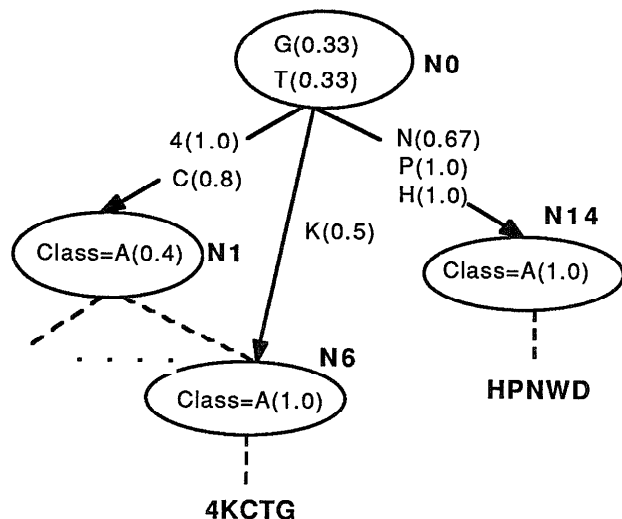 G(0.33)
T(0.33)
N0
4(1.0)
C(0.8)
K(0.5)
N(0.67)
P(1.0)
H(1.0)
N14
Class=A(0.4)
N1
Class=A(1.0)
N6
Class=A(1.0)
HPNWD
4KCTG